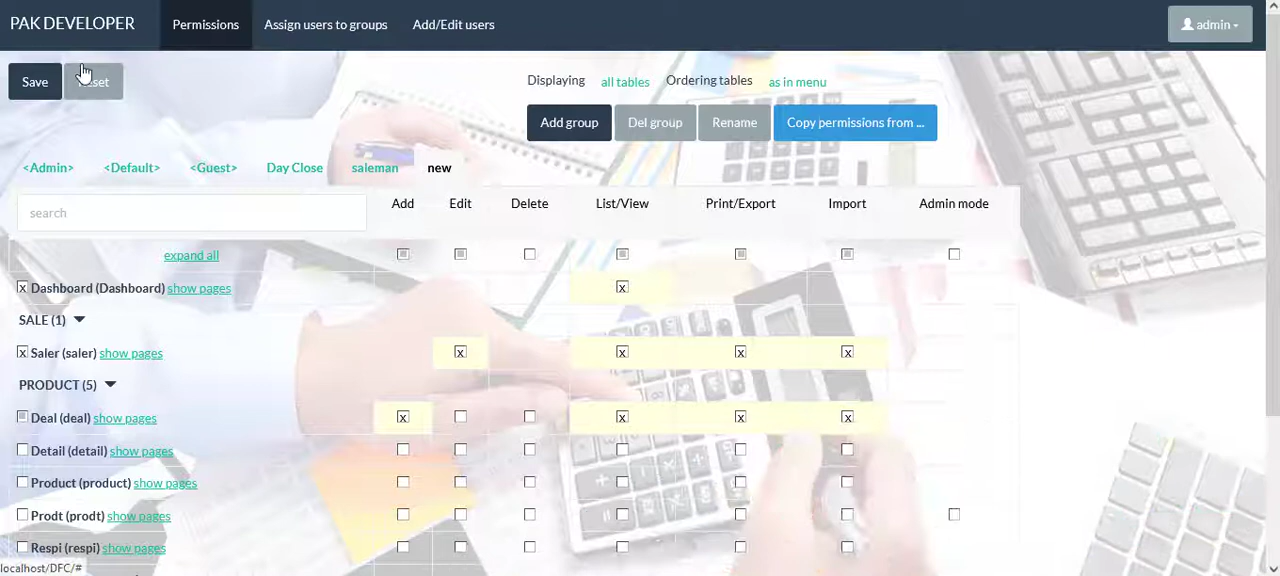 PAK DEVELOPER Permissions Assign users to groups Add/Edit users admin
Save Reset Displaying all tables Ordering tables as in menu
Add group Del group Rename Copy permissions from ...
<Admin> <Default> <Guest> Day Close saleman new
search Add Edit Delete List/View Print/Export Import Admin mode
expand all
Dashboard (Dashboard) show pages
SALE (1)
Saler (saler) show pages
PRODUCT (5)
Deal (deal) show pages
Detail (detail) show pages
Product (product) show pages
Prodt (prodt) show pages
Respi (respi) show pages
localhost/DFC/#